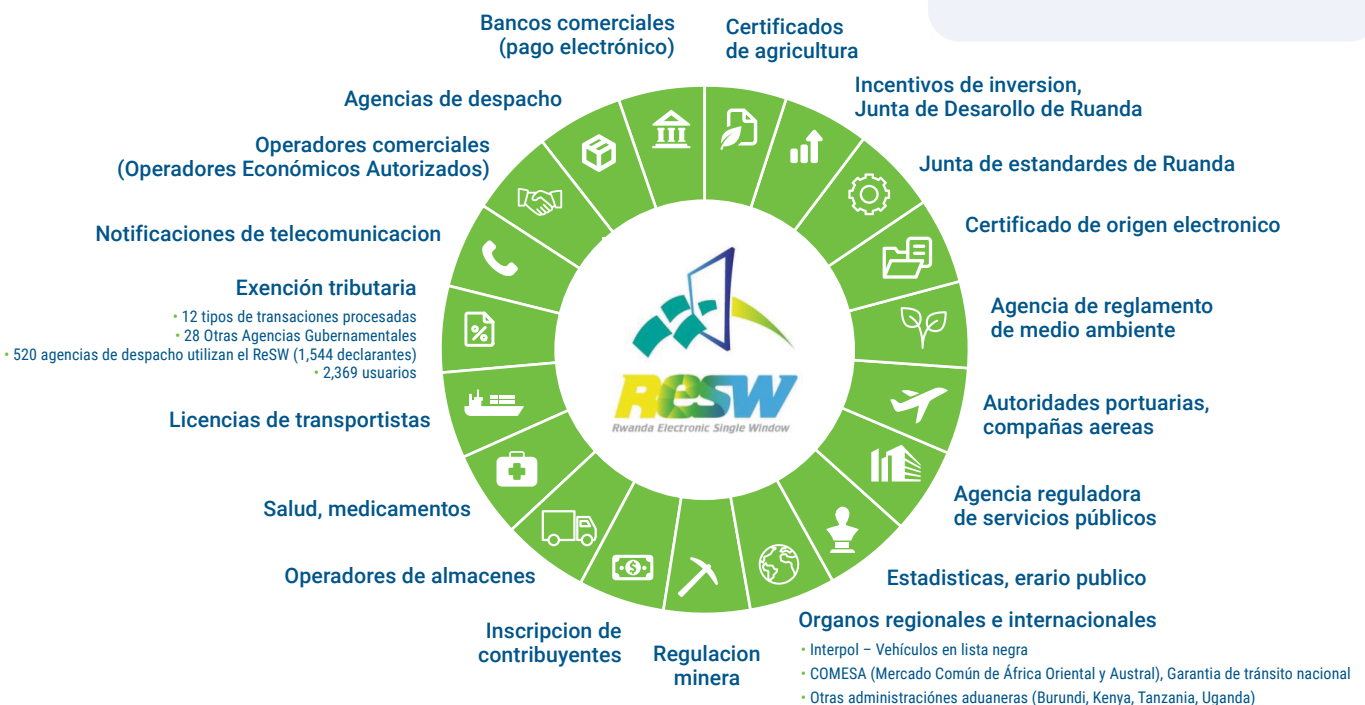 Bancos comerciales
(pago electrónico)
Certificados
de agricultura
Incentivos de inversion,
Junta de Desarollo de Ruanda
Junta de estandardes de Ruanda
Certificado de origen electronico
Agencia de reglamento
de medio ambiente
Autoridades portuarias,
compañas aereas
Agencia reguladora
de servicios públicos
Estadisticas, erario publico
Organos regionales e internacionales
• Interpol – Vehículos en lista negra
• COMESA (Mercado Común de África Oriental y Austral), Garantia de tránsito nacional
• Otras administraciónes aduaneras (Burundi, Kenya, Tanzania, Uganda)
Regulacion
minera
Inscripcion de
contribuyentes
Operadores de almacenes
Salud, medicamentos
Licencias de transportistas
Exención tributaria
• 12 tipos de transaciones procesadas
• 28 Otras Agencias Gubernamentales
• 520 agencias de despacho utilizan el ReSW (1,544 declarantes)
• 2,369 usuarios
Notificaciones de telecomunicacion
Operadores comerciales
(Operadores Económicos Autorizados)
Agencias de despacho
ReSW
Rwanda Electronic Single Window